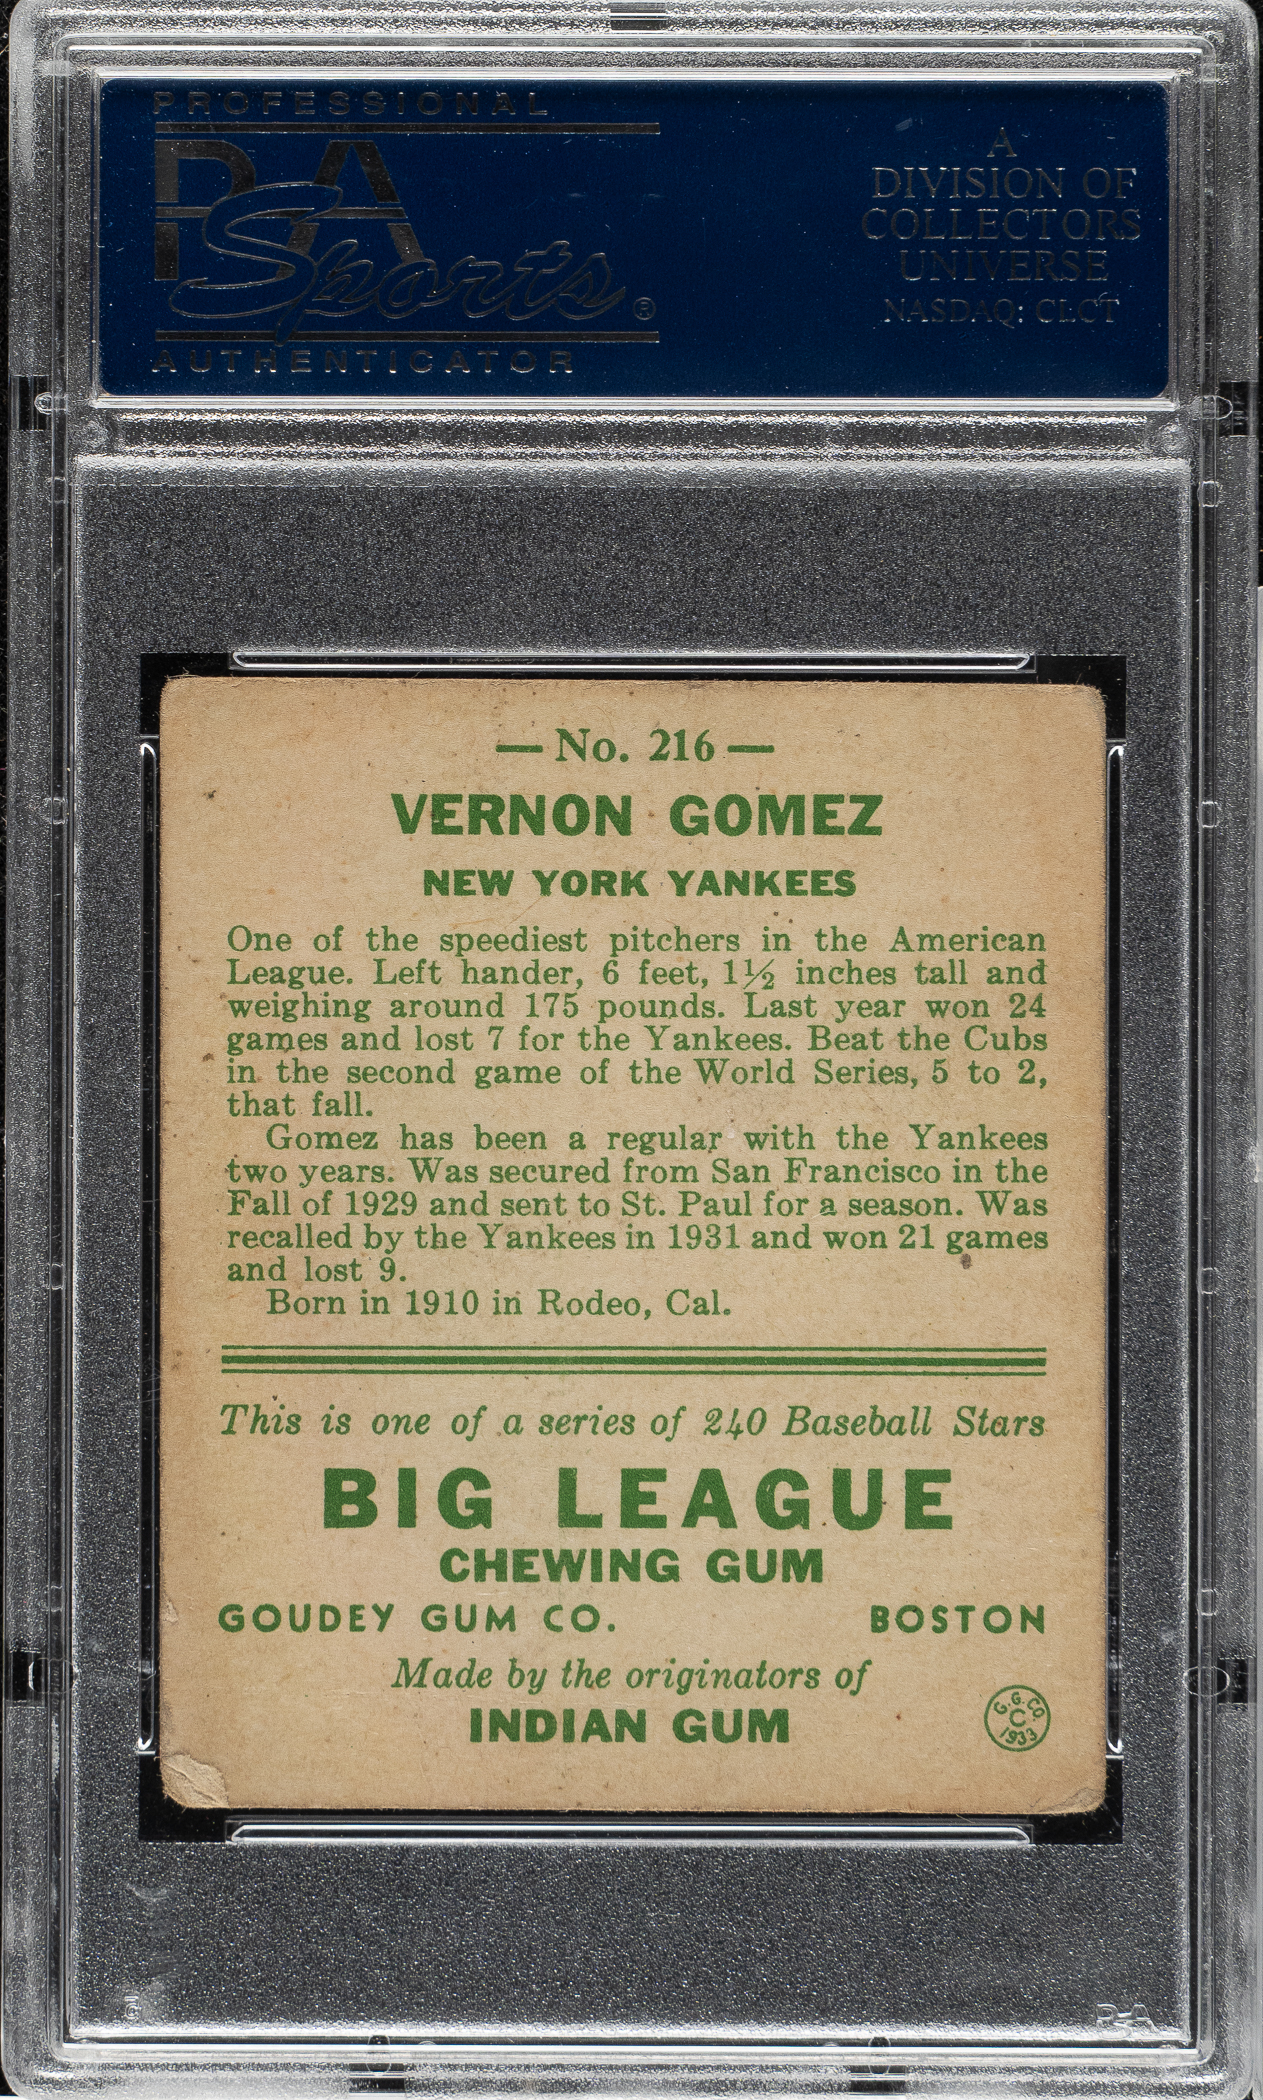 PROFESSIONAL
PSA
Sports ®
AUTHENTICATOR
A
DIVISION OF
COLLECTORS
UNIVERSE
NASDAQ: CLCT
— No. 216 —
VERNON GOMEZ
NEW YORK YANKEES
One of the speediest pitchers in the American
League. Left hander, 6 feet, 1½ inches tall and
weighing around 175 pounds. Last year won 24
games and lost 7 for the Yankees. Beat the Cubs
in the second game of the World Series, 5 to 2,
that fall.
Gomez has been a regular with the Yankees
two years. Was secured from San Francisco in the
Fall of 1929 and sent to St. Paul for a season. Was
recalled by the Yankees in 1931 and won 21 games
and lost 9.
Born in 1910 in Rodeo, Cal.
This is one of a series of 240 Baseball Stars
BIG LEAGUE
CHEWING GUM
GOUDEY GUM CO. BOSTON
Made by the originators of
INDIAN GUM
G.G.CO.
C
1933
PSA